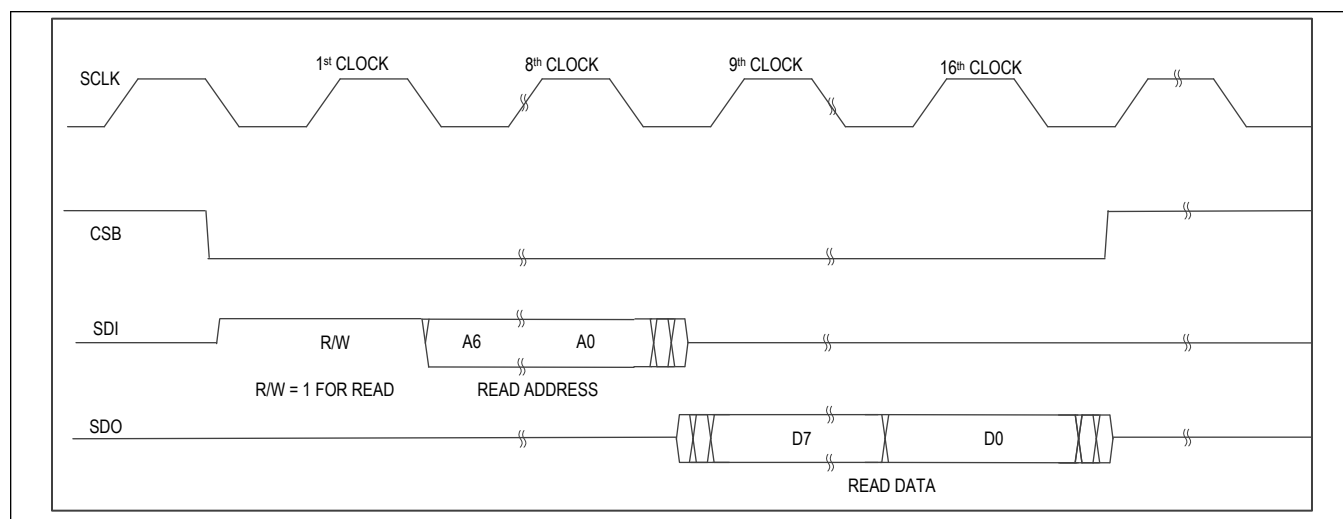 1st CLOCK 8th CLOCK 9th CLOCK 16th CLOCK
SCLK
CSB
SDI
R/W A6 A0
R/W = 1 FOR READ READ ADDRESS
SDO
D7 D0
READ DATA